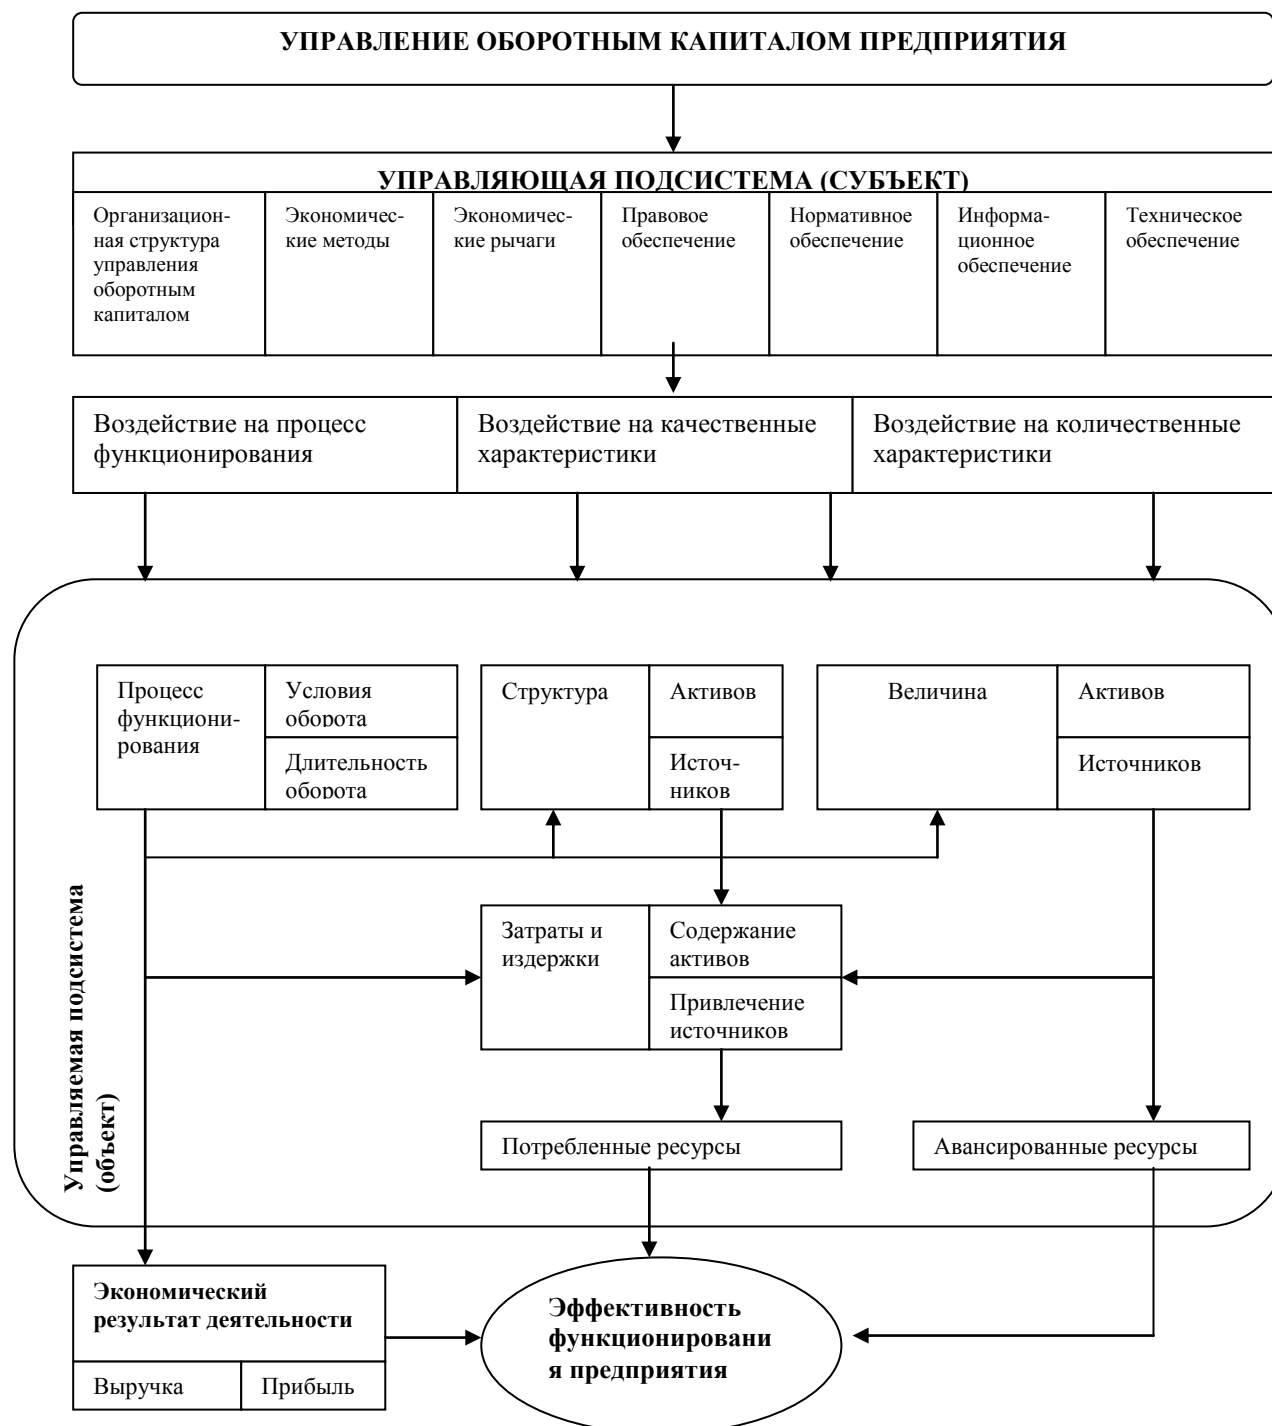 УПРАВЛЕНИЕ ОБОРОТНЫМ КАПИТАЛОМ ПРЕДПРИЯТИЯ
УПРАВЛЯЮЩАЯ ПОДСИСТЕМА (СУБЪЕКТ)
Организацион-
ная структура
управления
оборотным
капиталом
Экономичес-
кие методы
Экономичес-
кие рычаги
Правовое
обеспечение
Нормативное
обеспечение
Информа-
ционное
обеспечение
Техническое
обеспечение
Воздействие на процесс
функционирования
Воздействие на качественные
характеристики
Воздействие на количественные
характеристики
Процесс
функциони-
рования
Условия
оборота
Длительность
оборота
Структура
Активов
Источ-
ников
Величина
Активов
Источников
Управляемая подсистема
(объект)
Затраты и
издержки
Содержание
активов
Привлечение
источников
Потребленные ресурсы
Авансированные ресурсы
Экономический
результат деятельности
Выручка
Прибыль
Эффективность
функционировани
я предприятия